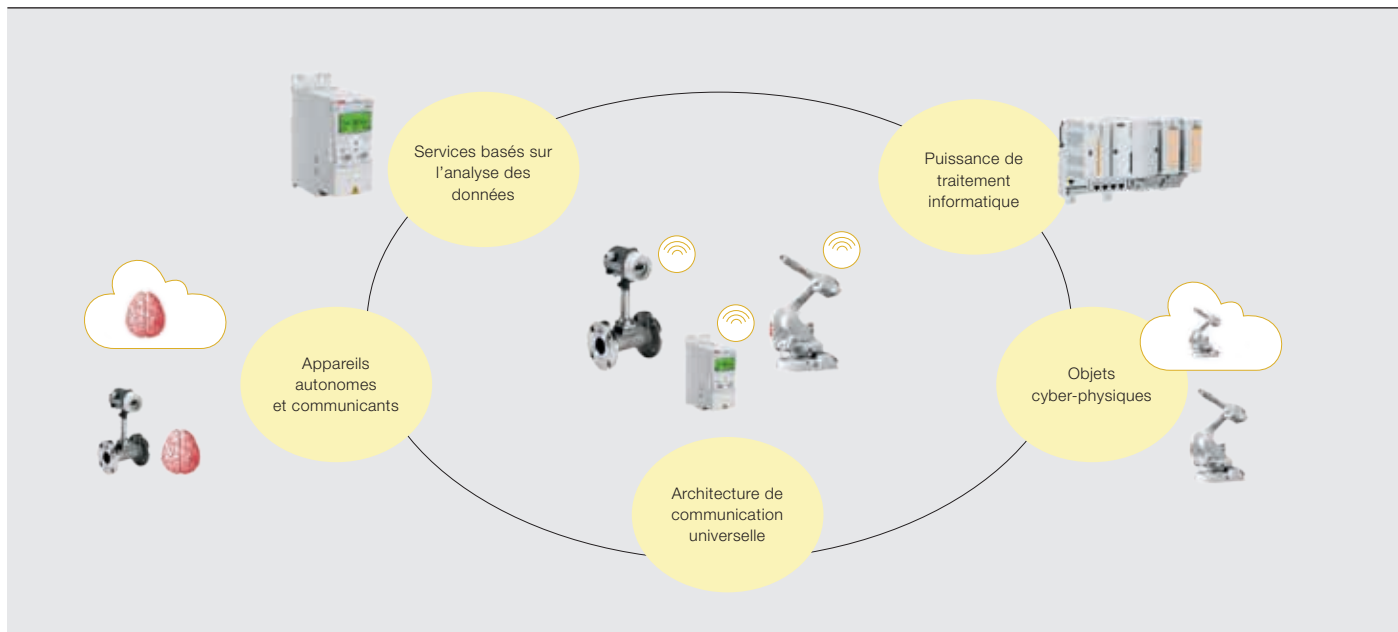 Services basés sur
l’analyse des
données
Puissance de
traitement
informatique
Appareils
autonomes
et communicants
Objets
cyber-physiques
Architecture de
communication
universelle